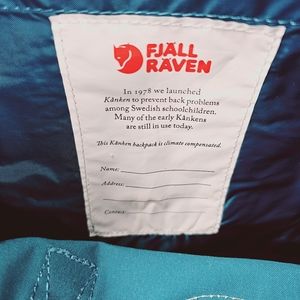 FJÄLL
RÄVEN
In 1978 we launched
Kånken to prevent back problems
among Swedish schoolchildren.
Many of the early Kånkens
are still in use today.
This Kånken backpack is climate compensated.
Name:
Address:
Contact: